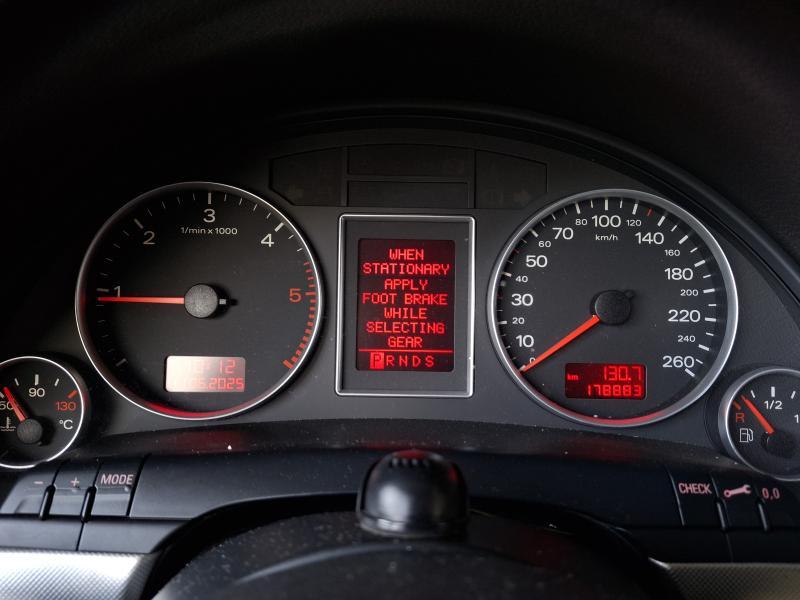 1
2
3
4
5
1/min x 1000
WHEN
STATIONARY
APPLY
FOOT BRAKE
WHILE
SELECTING
GEAR
PRNDS
10
30
50
60
70
80
100
120
140
160
180
200
220
240
260
40
20
km/h
km 130.7
178883
90
130
°C
R
1/2
- + MODE
CHECK
0,0